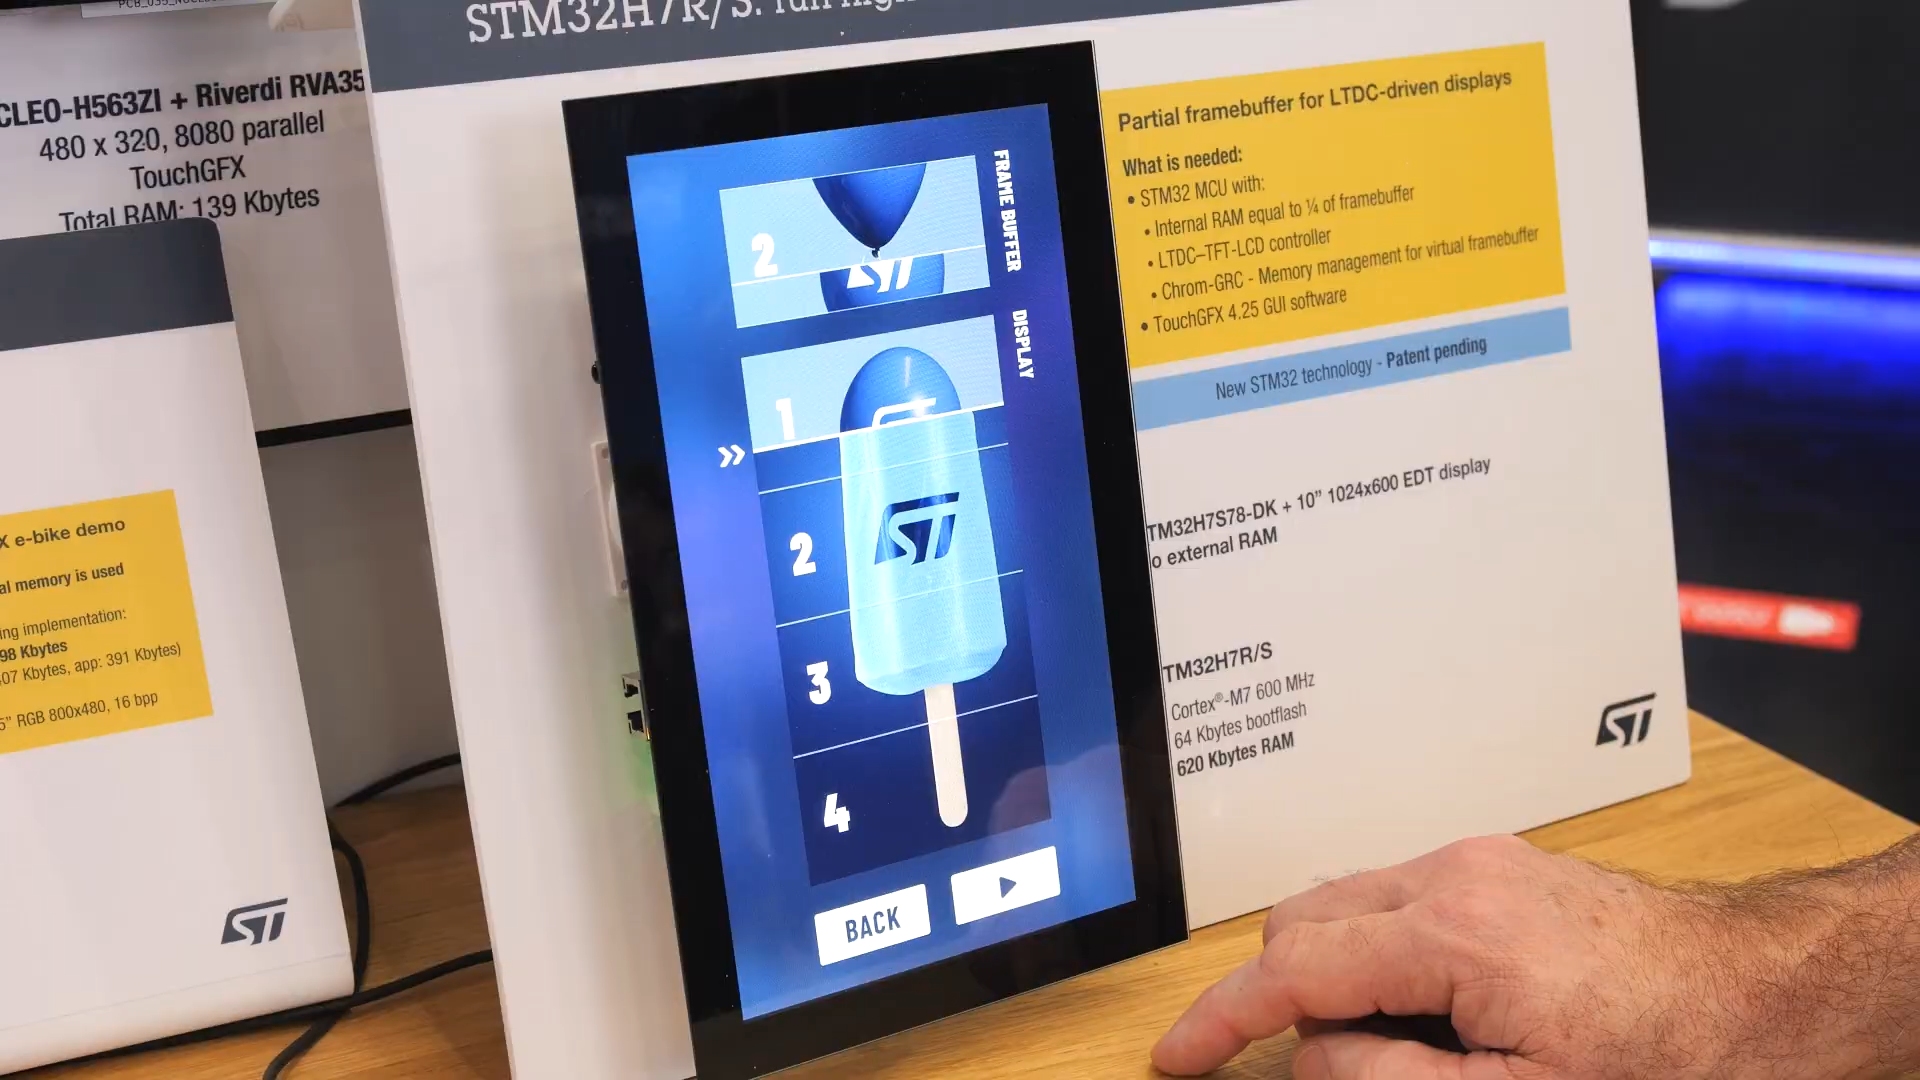 STM32H7R/S:
CLEO-H563ZI + Riverdi RVA35
480 x 320, 8080 parallel
TouchGFX
Total RAM: 139 Kbytes
X e-bike demo
al memory is used
ing implementation:
98 Kbytes
07 Kbytes, app: 391 Kbytes)
5" RGB 800x480, 16 bpp
ST
FRAME BUFFER
2
ST
DISPLAY
1
ST
2
3
4
BACK
Partial framebuffer for LTDC-driven displays
What is needed:
• STM32 MCU with:
• Internal RAM equal to ¼ of framebuffer
• LTDC–TFT-LCD controller
• Chrom-GRC - Memory management for virtual framebuffer
• TouchGFX 4.25 GUI software
New STM32 technology - Patent pending
TM32H7S78-DK + 10" 1024x600 EDT display
o external RAM
TM32H7R/S
Cortex®-M7 600 MHz
64 Kbytes bootflash
620 Kbytes RAM
ST